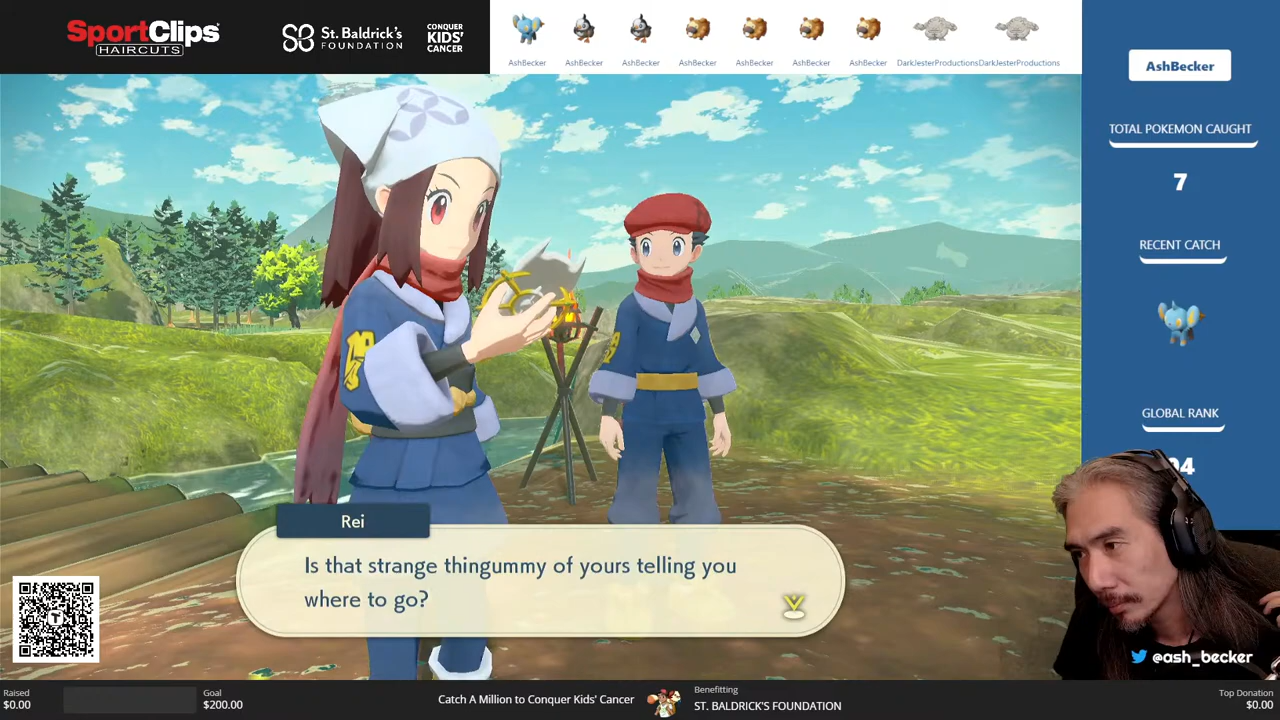 SportClips
HAIRCUTS
St. Baldrick's
FOUNDATION
CONQUER
KIDS'
CANCER
AshBecker AshBecker AshBecker AshBecker AshBecker AshBecker AshBecker DarkJesterProductions DarkJesterProductions
AshBecker
TOTAL POKEMON CAUGHT
7
RECENT CATCH
GLOBAL RANK
Rei
Is that strange thingummy of yours telling you
where to go?
@ash_becker
Raised
$0.00
Goal
$200.00
Catch A Million to Conquer Kids' Cancer
Benefitting
ST. BALDRICK'S FOUNDATION
Top Donation
$0.00